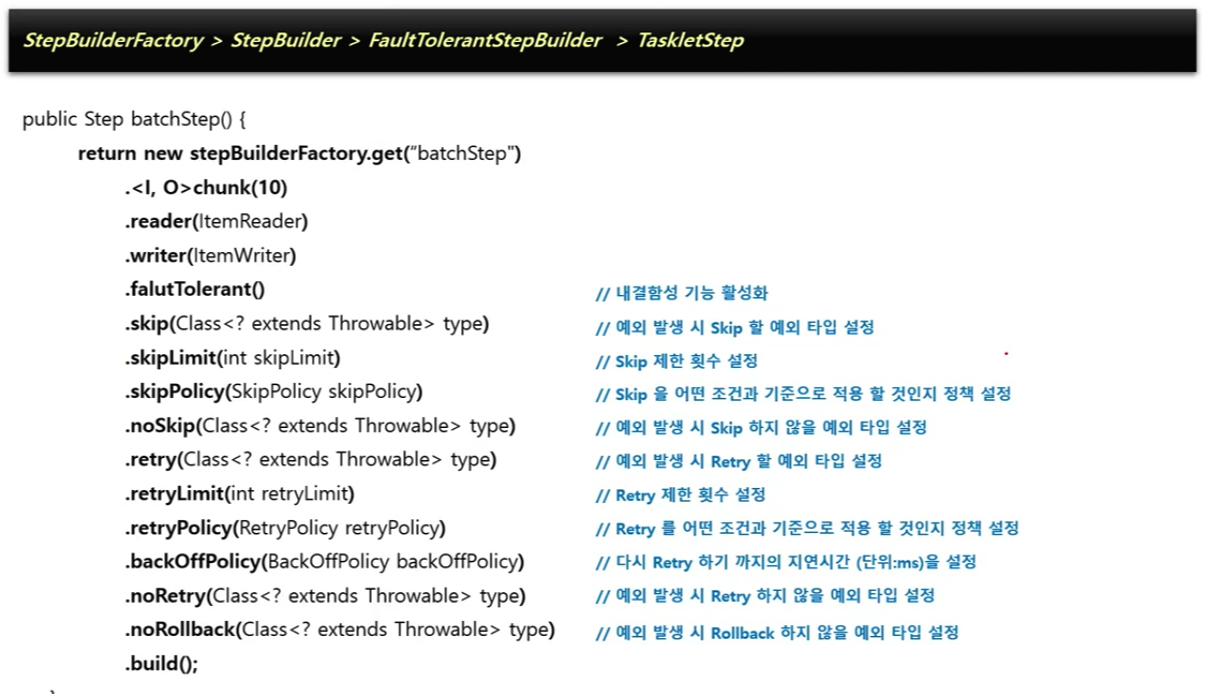 StepBuilderFactory > StepBuilder > FaultTolerantStepBuilder > TaskletStep
public Step batchStep() {
return new stepBuilderFactory.get(“batchStep")
.<I, O>chunk(10)
.reader(ItemReader)
.writer(ItemWriter)
.falutTolerant() // 내결함성 기능 활성화
.skip(Class<? extends Throwable> type) // 예외 발생 시 Skip 할 예외 타입 설정
.skipLimit(int skipLimit) // Skip 제한 횟수 설정
.skipPolicy(SkipPolicy skipPolicy) // Skip 을 어떤 조건과 기준으로 적용 할 것인지 정책 설정
.noSkip(Class<? extends Throwable> type) // 예외 발생 시 Skip 하지 않을 예외 타입 설정
.retry(Class<? extends Throwable> type) // 예외 발생 시 Retry 할 예외 타입 설정
.retryLimit(int retryLimit) // Retry 제한 횟수 설정
.retryPolicy(RetryPolicy retryPolicy) // Retry 를 어떤 조건과 기준으로 적용 할 것인지 정책 설정
.backOffPolicy(BackOffPolicy backOffPolicy) // 다시 Retry 하기 까지의 지연시간 (단위:ms)을 설정
.noRetry(Class<? extends Throwable> type) // 예외 발생 시 Retry 하지 않을 예외 타입 설정
.noRollback(Class<? extends Throwable> type) // 예외 발생 시 Rollback 하지 않을 예외 타입 설정
.build();